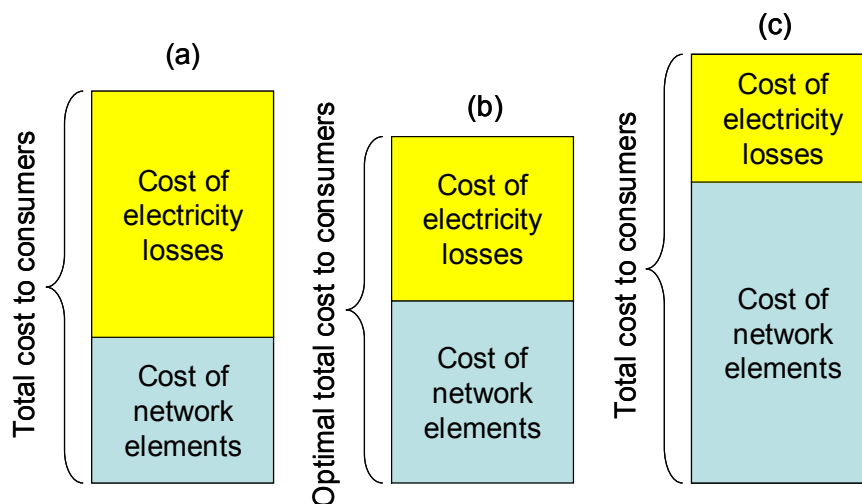 (a)
Total cost to consumers
Cost of
electricity
losses
Cost of
network
elements
(b)
Optimal total cost to consumers
Cost of
electricity
losses
Cost of
network
elements
(c)
Total cost to consumers
Cost of
electricity
losses
Cost of
network
elements